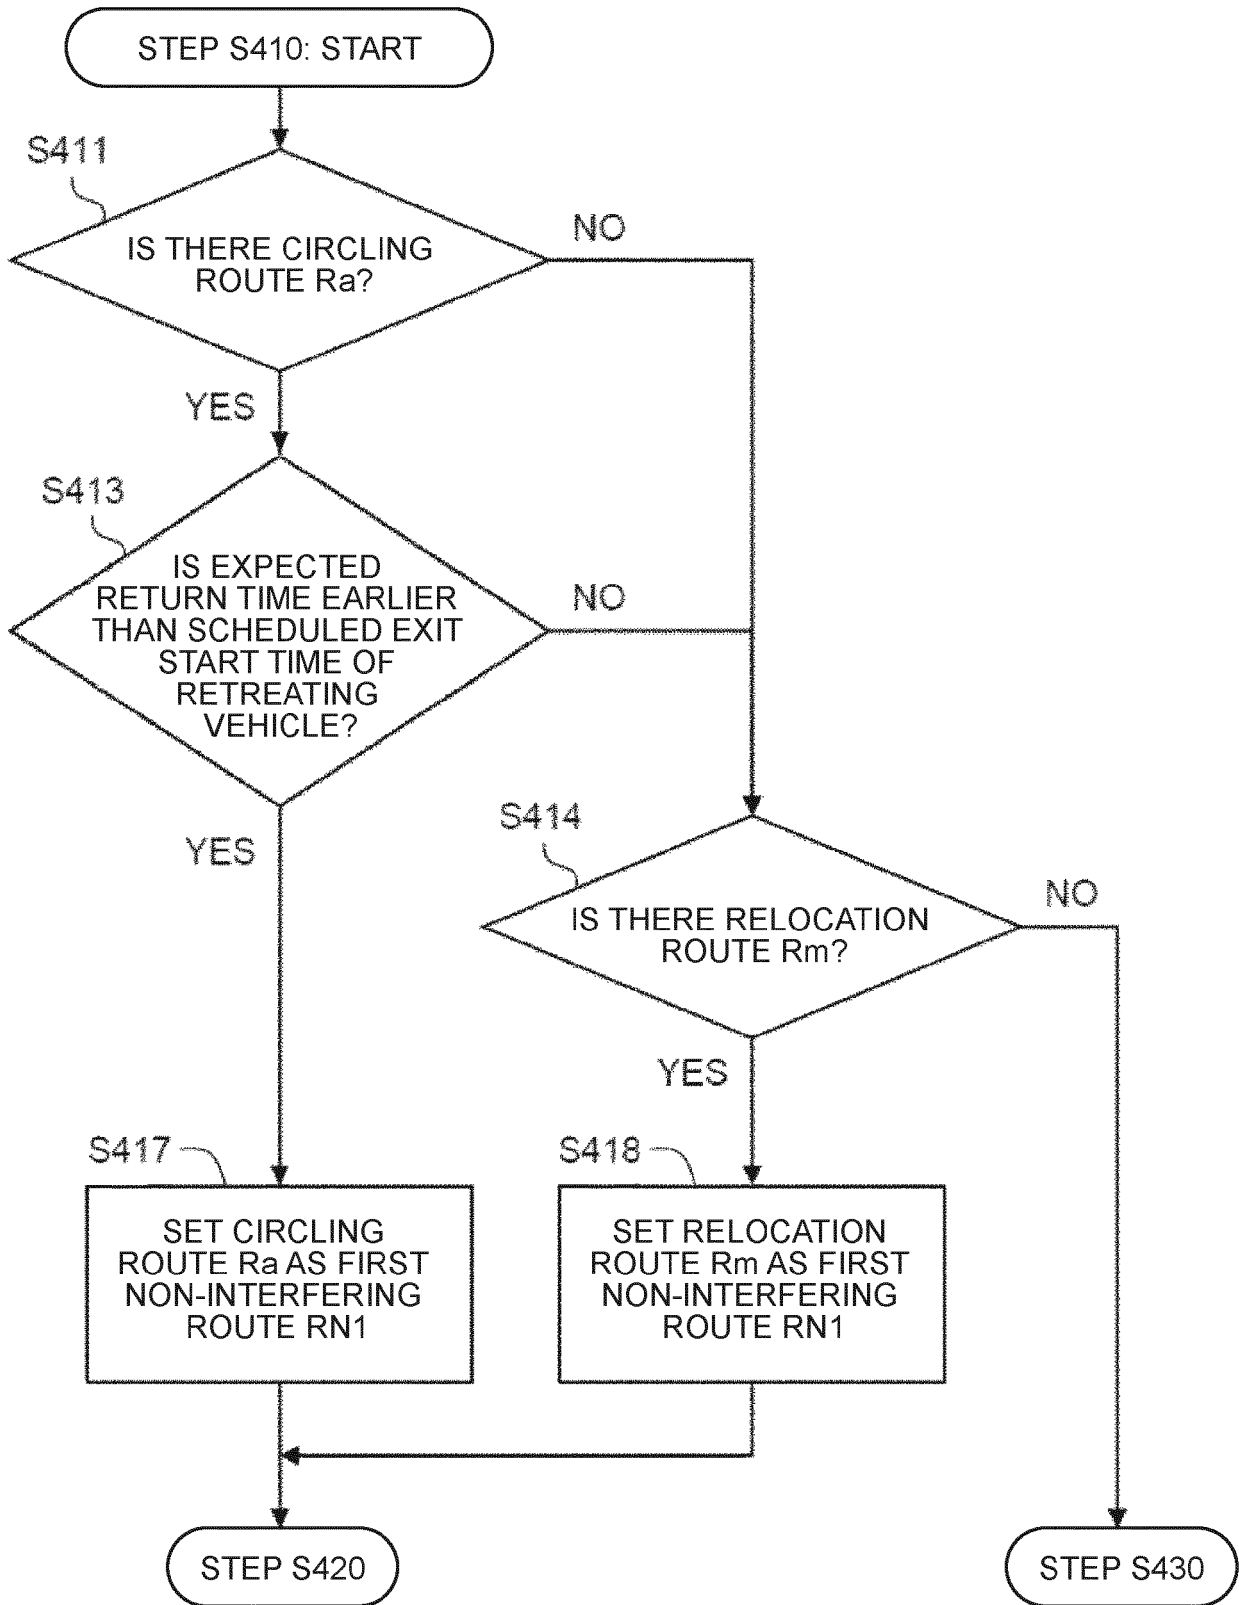 STEP S410: START
S411
IS THERE CIRCLING
ROUTE Ra?
NO
YES
S413
IS EXPECTED
RETURN TIME EARLIER
THAN SCHEDULED EXIT
START TIME OF
RETREATING
VEHICLE?
NO
YES
S414
IS THERE RELOCATION
ROUTE Rm?
NO
YES
S417
SET CIRCLING
ROUTE Ra AS FIRST
NON-INTERFERING
ROUTE RN1
S418
SET RELOCATION
ROUTE Rm AS FIRST
NON-INTERFERING
ROUTE RN1
STEP S420
STEP S430